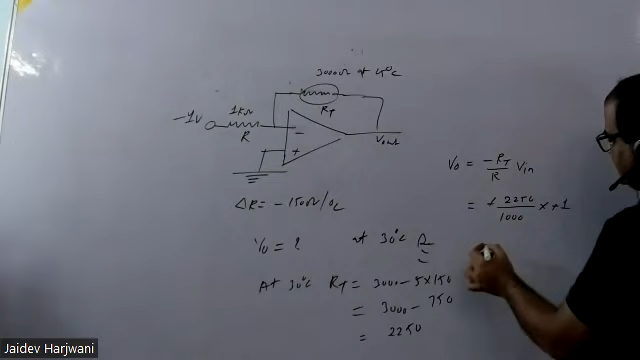 3000Ω at 25°C
-1V
1kΩ
R
RT
-
+
Vout
ΔR = -150Ω/°C
V0 = ?
at 30°C
At 30°C RT = 3000 - 5×150
= 3000 - 750
= 2250
V0 = -RT/R Vin
= + 2250/1000 × +1
Jaidev Harjwani